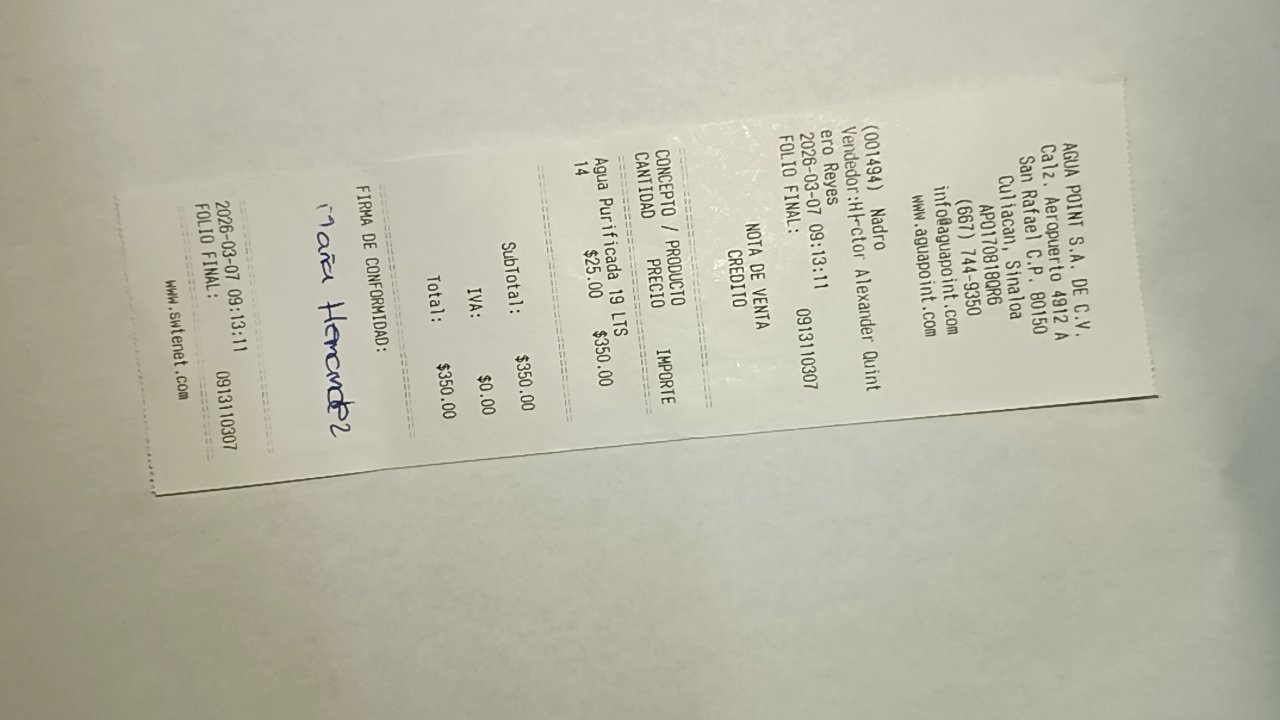 AGUA POINT S.A. DE C.V.
Calz. Aeropuerto 4912 A
San Rafael C.P. 80150
Culiacan, Sinaloa
APO170818QR6
(667) 744-9350
info@aguapoint.com
www.aguapoint.com
(001494) Nadro
Vendedor:H├ctor Alexander Quint
ero Reyes
2026-03-07 09:13:11 0913110307
FOLIO FINAL:
NOTA DE VENTA
CREDITO
CONCEPTO / PRODUCTO
CANTIDAD PRECIO IMPORTE
Agua Purificada 19 LTS
14 $25.00 $350.00
SubTotal: $350.00
IVA: $0.00
Total: $350.00
FIRMA DE CONFORMIDAD:
María Hernandez
2026-03-07 09:13:11 0913110307
FOLIO FINAL:
www.swtenet.com